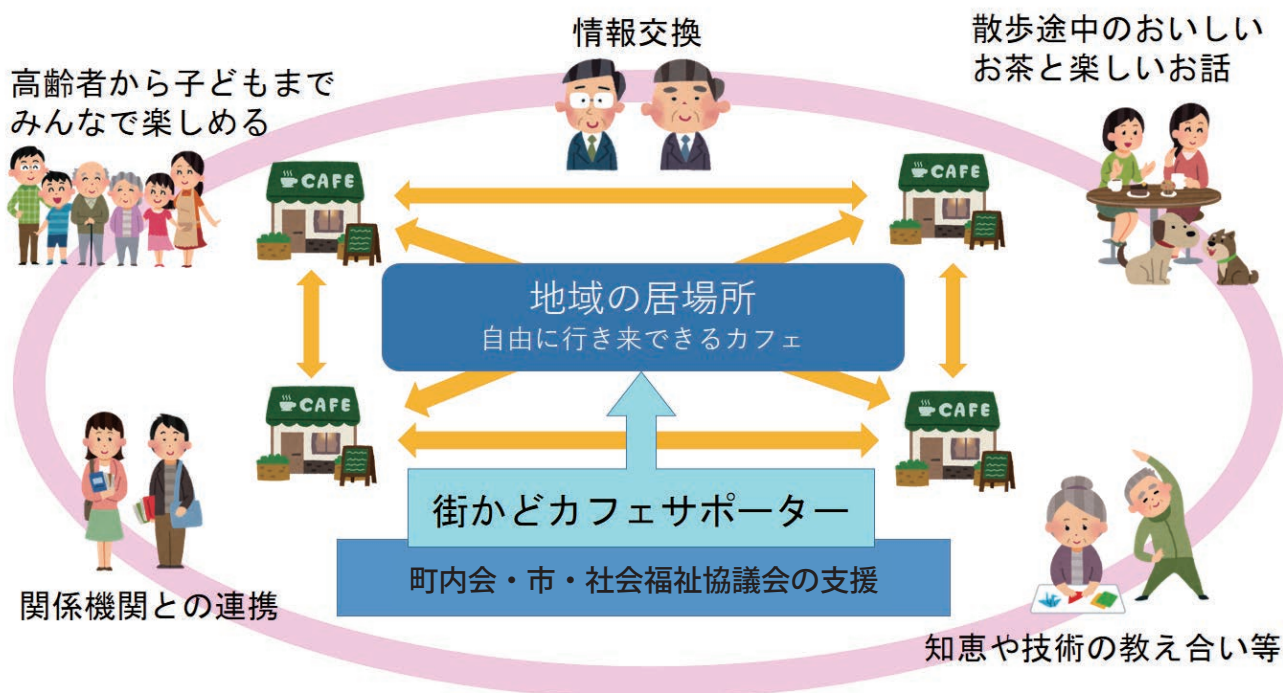 情報交換
散歩途中のおいしい
お茶と楽しいお話
高齢者から子どもまで
みんなで楽しめる
CAFE
CAFE
地域の居場所
自由に行き来できるカフェ
CAFE
CAFE
街かどカフェサポーター
町内会・市・社会福祉協議会の支援
関係機関との連携
知恵や技術の教え合い等